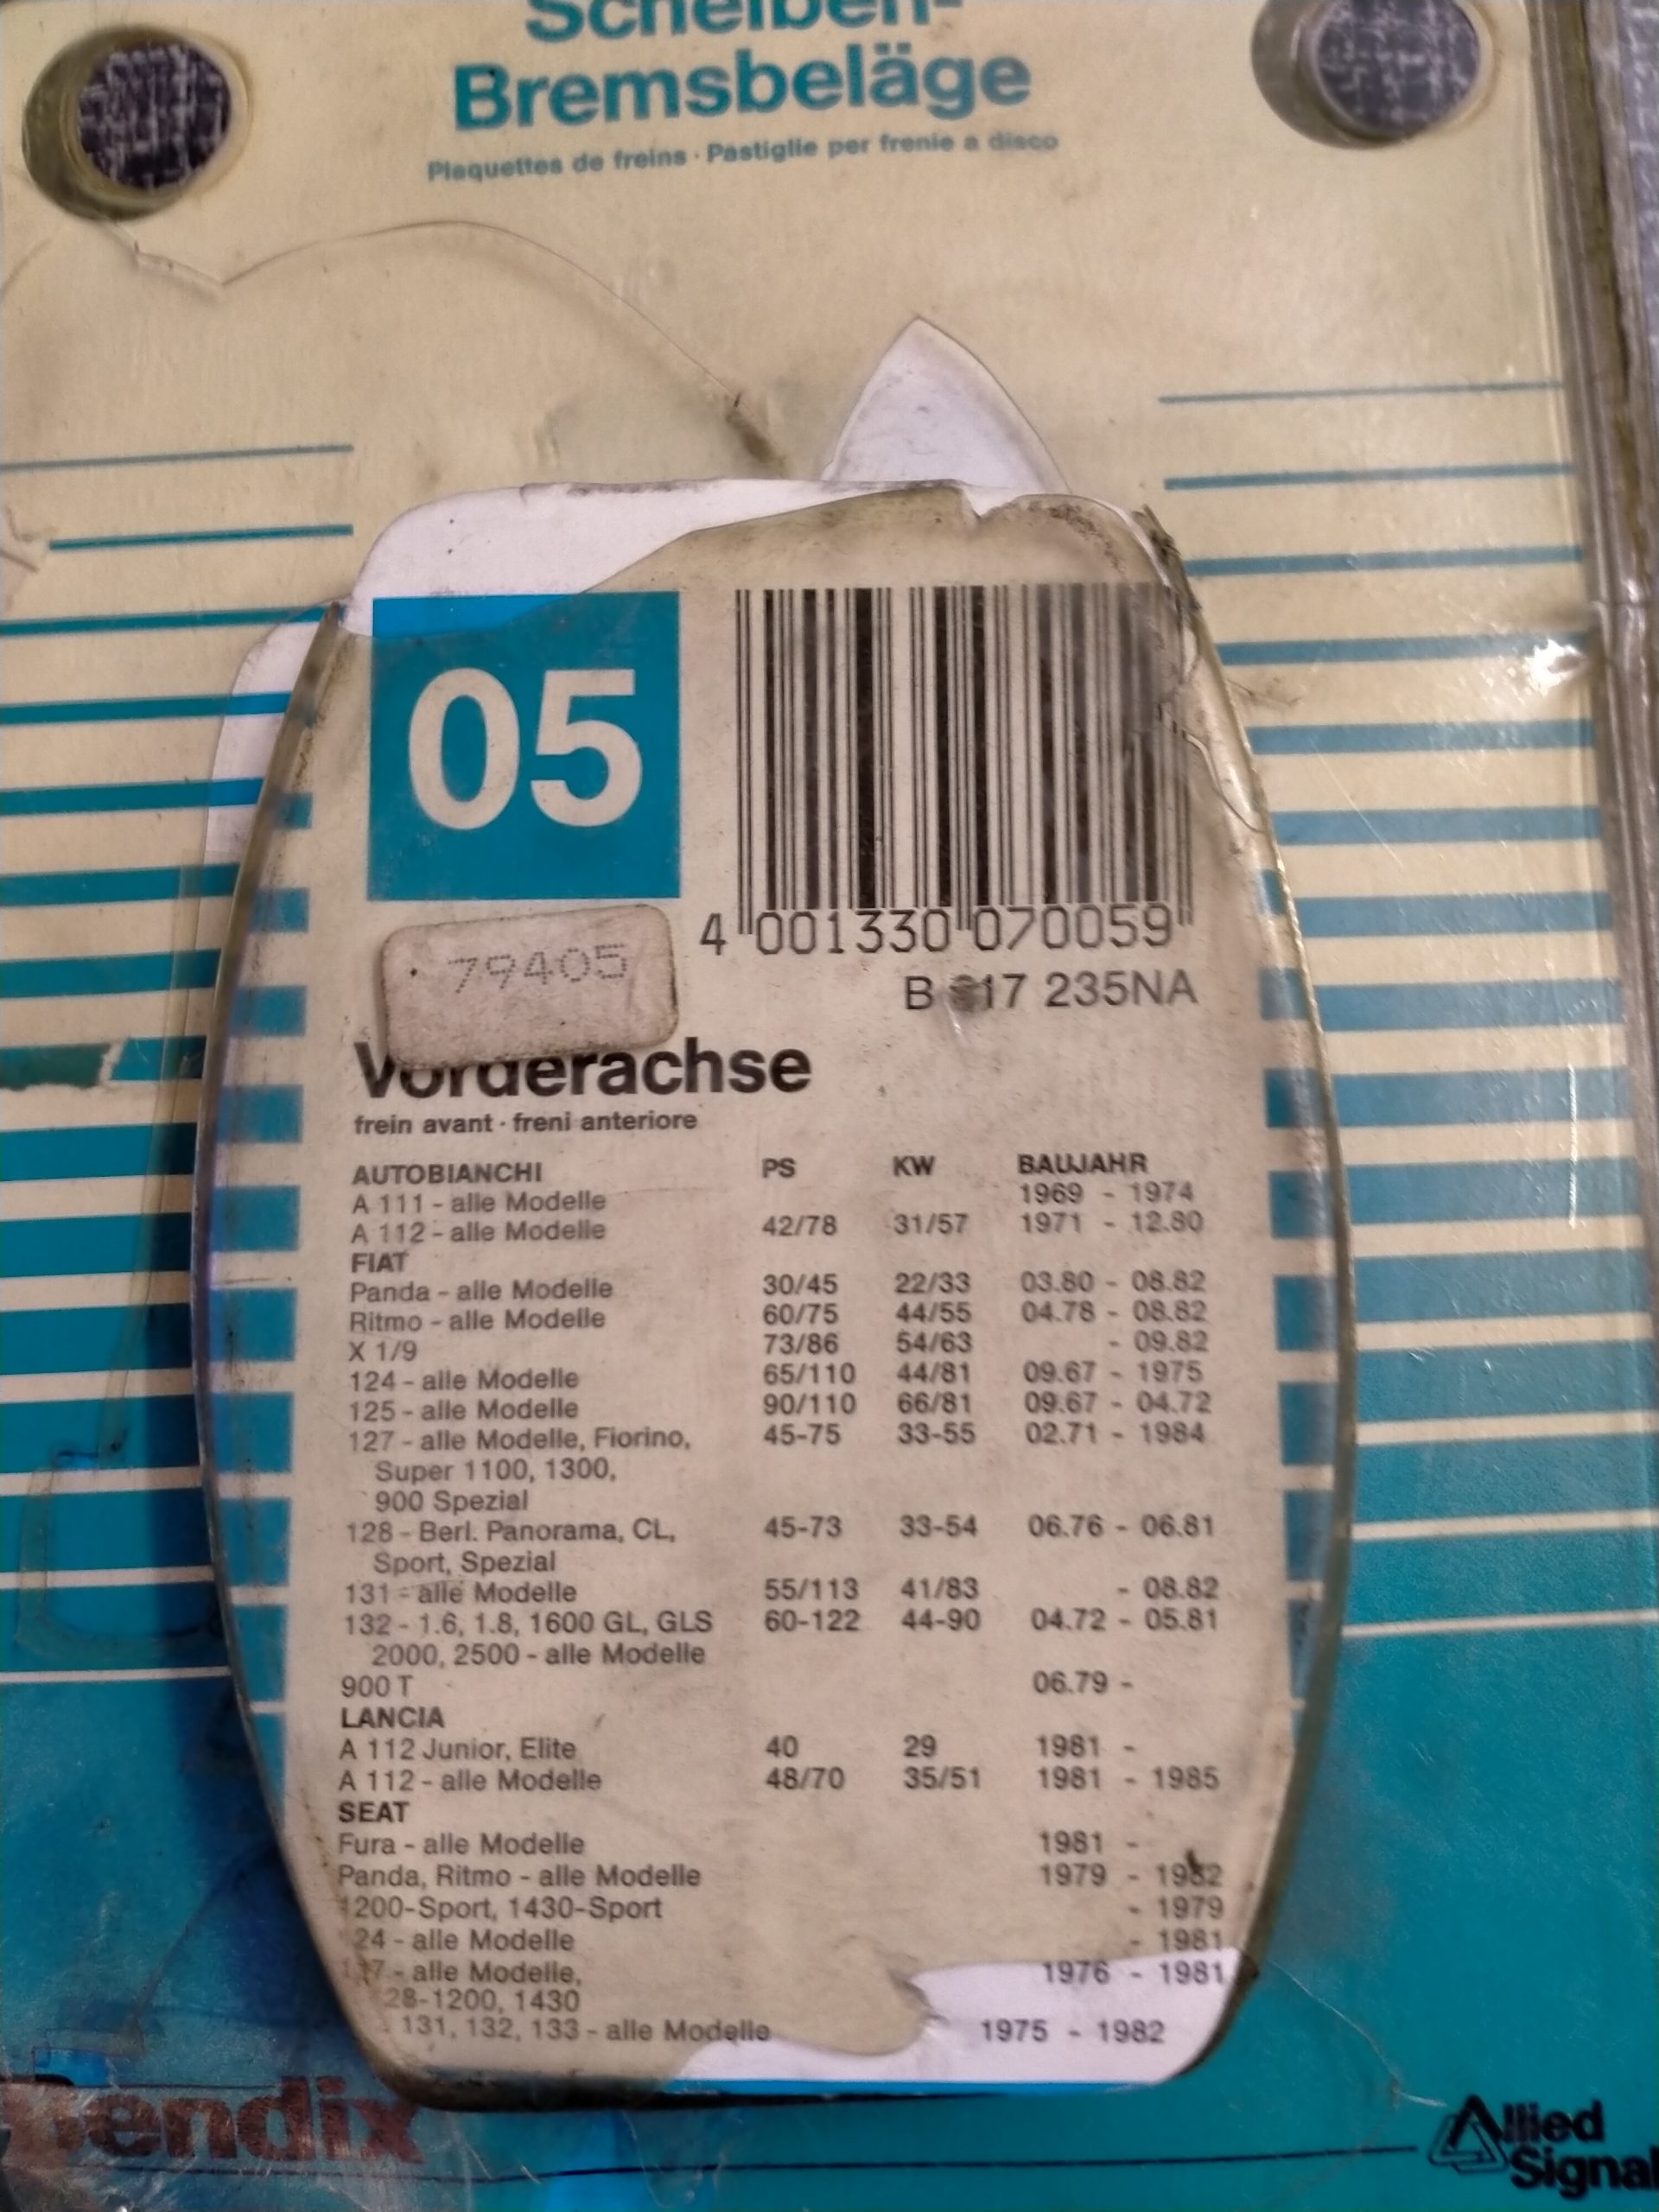 Scheiben-
Bremsbeläge
Plaquettes de freins · Pastiglie per frenie a disco
05
4 001330 070059
79405
B 17 235NA
Vorderachse
frein avant · freni anteriore
AUTOBIANCHI PS KW BAUJAHR
A 111 - alle Modelle 1969 - 1974
A 112 - alle Modelle 42/78 31/57 1971 - 12.80
FIAT
Panda - alle Modelle 30/45 22/33 03.80 - 08.82
Ritmo - alle Modelle 60/75 44/55 04.78 - 08.82
X 1/9 73/86 54/63 - 09.82
124 - alle Modelle 65/110 44/81 09.67 - 1975
125 - alle Modelle 90/110 66/81 09.67 - 04.72
127 - alle Modelle, Fiorino, 45-75 33-55 02.71 - 1984
Super 1100, 1300,
900 Spezial
128 - Berl. Panorama, CL, 45-73 33-54 06.76 - 06.81
Sport, Spezial
131 - alle Modelle 55/113 41/83 - 08.82
132 - 1.6, 1.8, 1600 GL, GLS 60-122 44-90 04.72 - 05.81
2000, 2500 - alle Modelle
900 T 06.79 -
LANCIA
A 112 Junior, Elite 40 29 1981 -
A 112 - alle Modelle 48/70 35/51 1981 - 1985
SEAT
Fura - alle Modelle 1981 -
Panda, Ritmo - alle Modelle 1979 - 1982
1200-Sport, 1430-Sport - 1979
24 - alle Modelle - 1981
- alle Modelle, 1976 - 1981
28-1200, 1430
131, 132, 133 - alle Modelle 1975 - 1982
Bendix
Allied
Signal